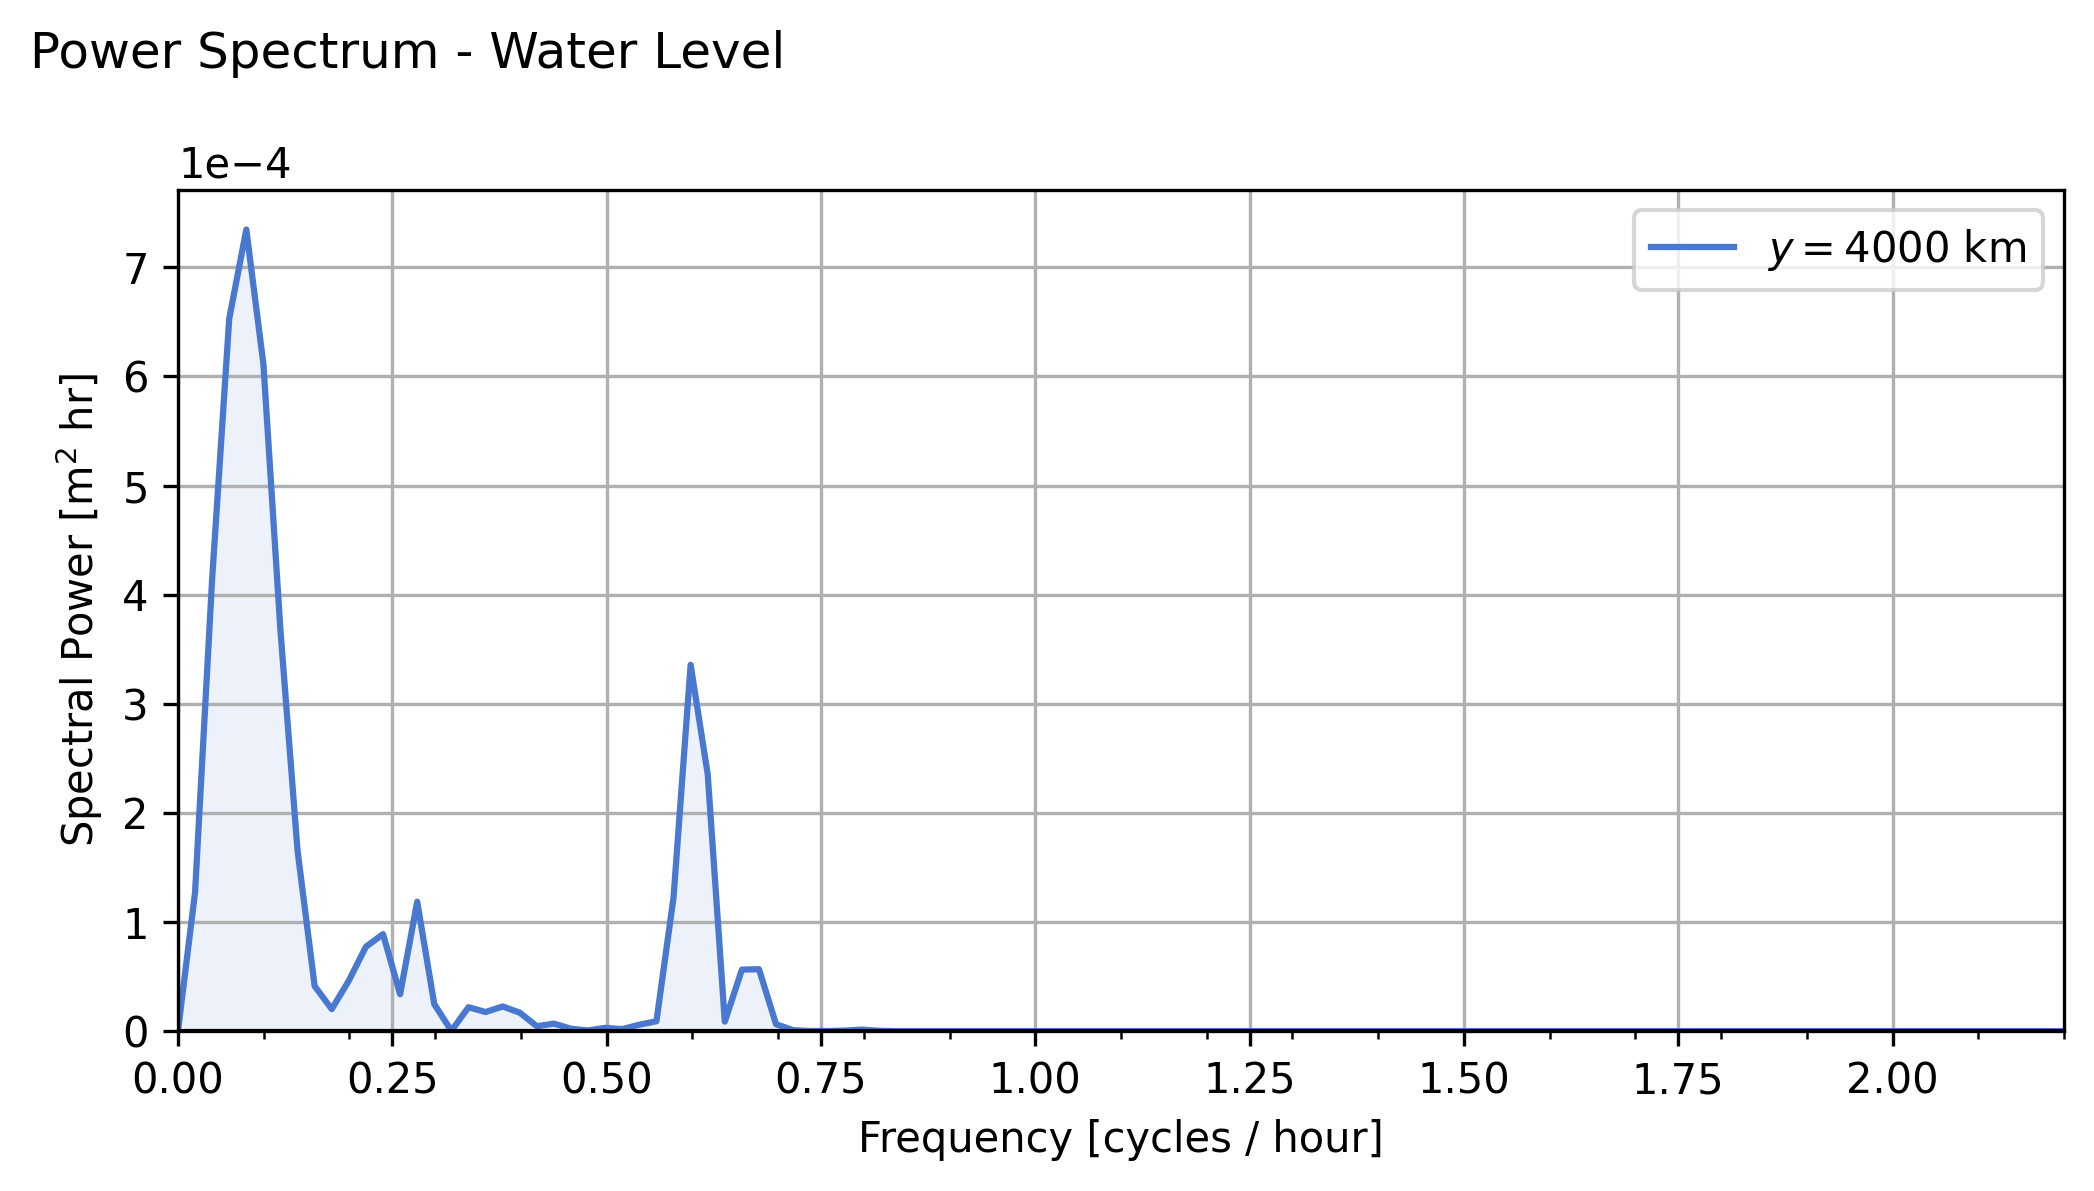 Power Spectrum - Water Level
1e−4
y = 4000 km
7
6
5
4
3
2
1
0
Spectral Power [m² hr]
0.00 0.25 0.50 0.75 1.00 1.25 1.50 1.75 2.00
Frequency [cycles / hour]